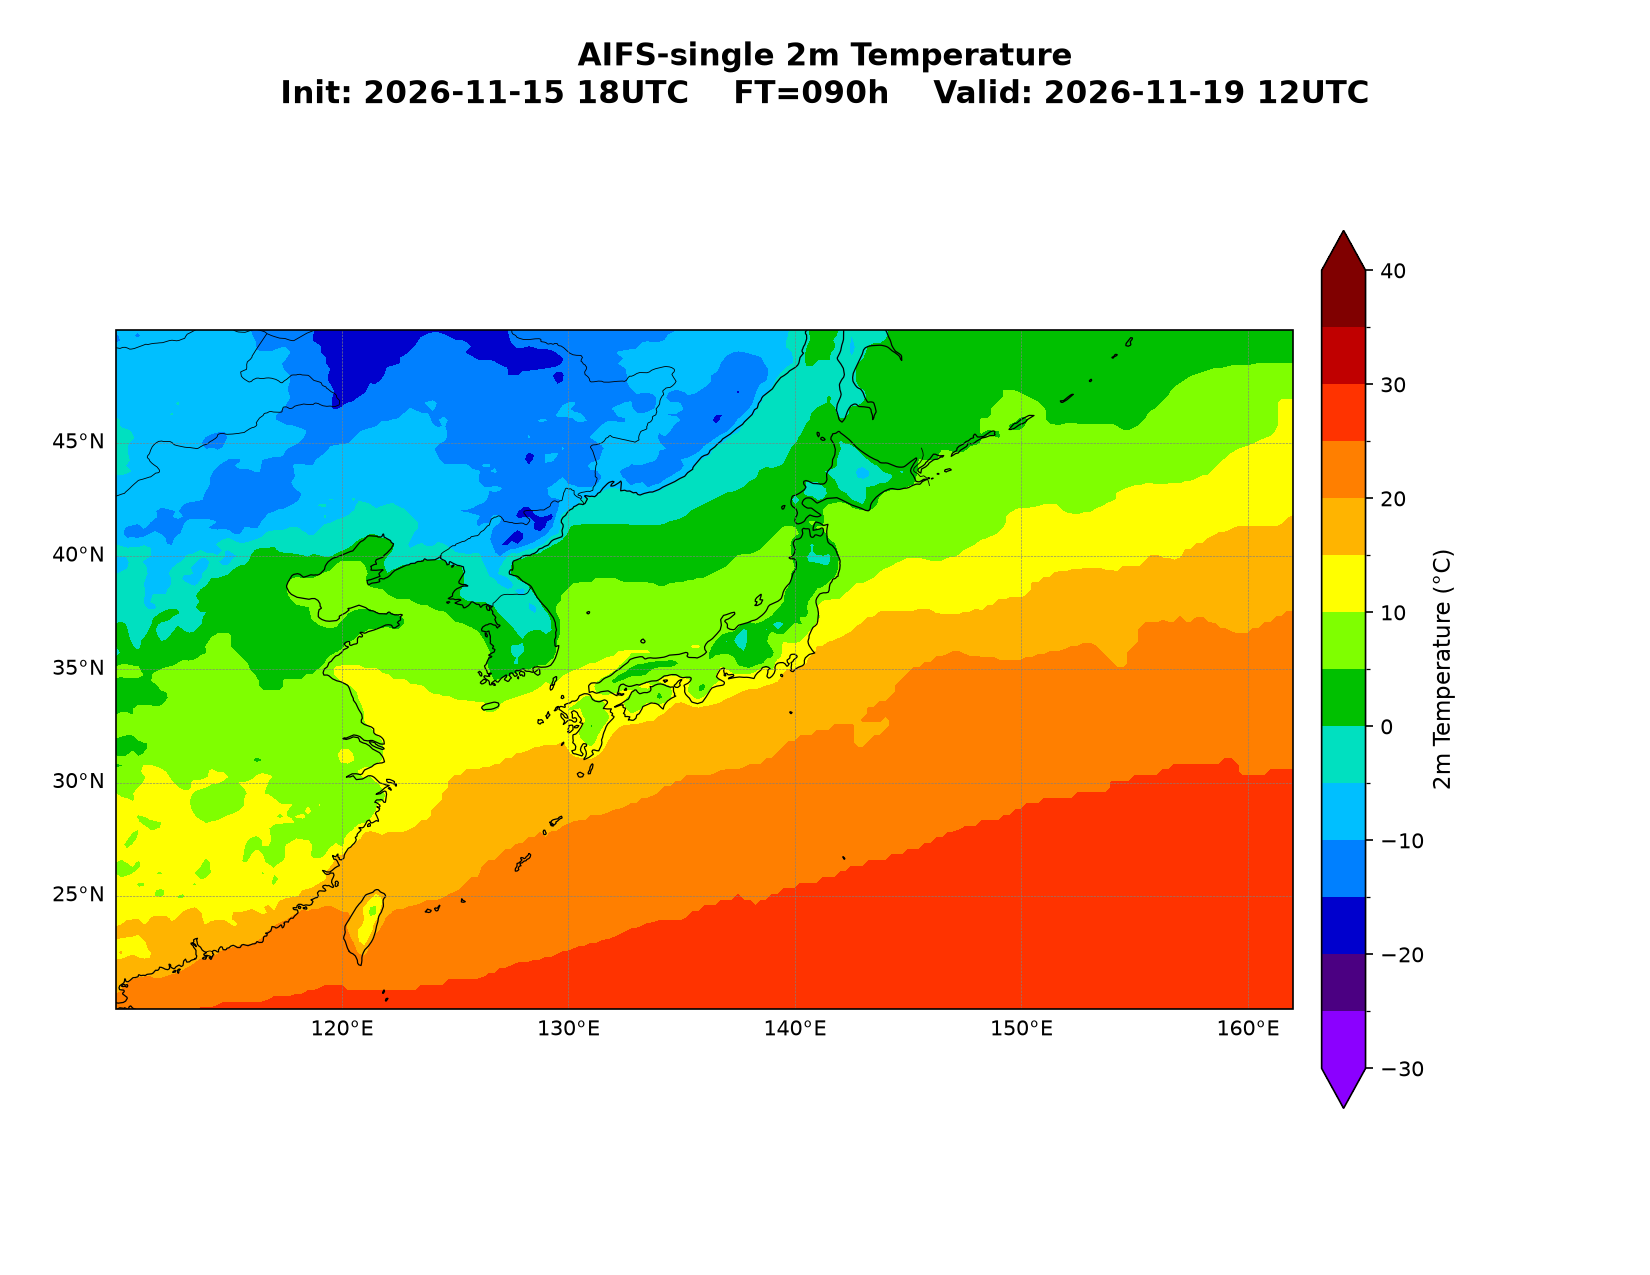 AIFS-single 2m Temperature
Init: 2026-11-15 18UTC    FT=090h    Valid: 2026-11-19 12UTC
45°N
40°N
35°N
30°N
25°N
120°E
130°E
140°E
150°E
160°E
40
30
20
10
0
−10
−20
−30
2m Temperature (°C)